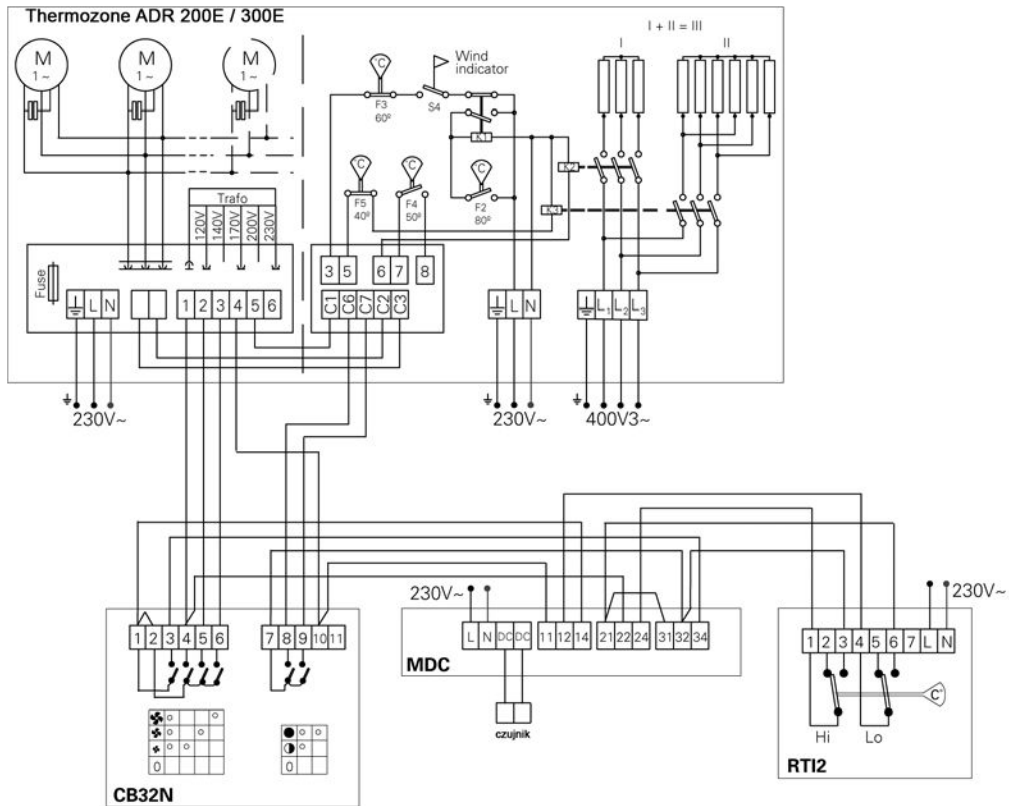 Thermozone ADR 200E / 300E
I + II = III
M
1 ~
M
1 ~
M
1 ~
°C
Wind
indicator
I
II
F3
60º
S4
K1
C
C
C
K2
F5
40º
F4
50º
F2
80º
K3
Trafo
120V
140V
170V
200V
230V
Fuse
3 5 6 7 8
L N
1 2 3 4 5 6
C1 C6 C7 C2 C3
L N
L1 L2 L3
230V~
230V~
400V3~
230V~
230V~
1 2 3 4 5 6
7 8 9 10 11
L N DC DC
11 12 14
21 22 24
31 32 34
1 2 3 4 5 6 7 L N
MDC
C°
czujnik
Hi
Lo
0
0
RTI2
CB32N